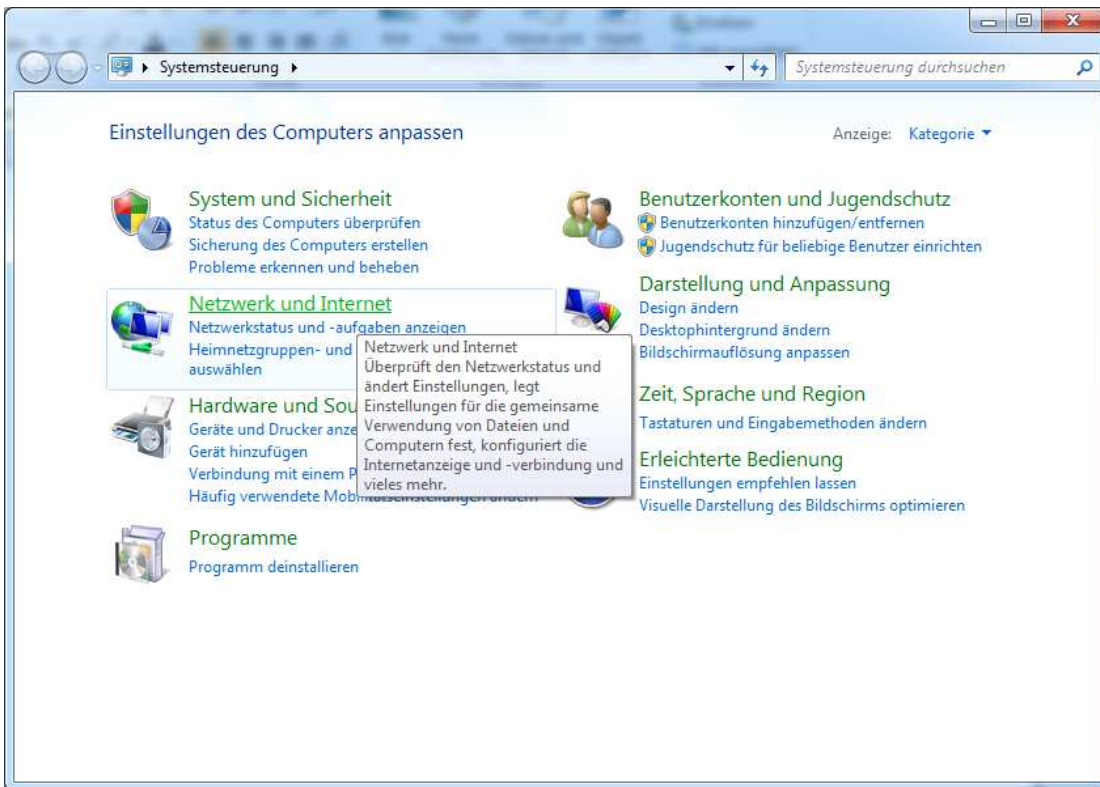 Systemsteuerung
Systemsteuerung durchsuchen
Einstellungen des Computers anpassen
Anzeige: Kategorie
System und Sicherheit
Status des Computers überprüfen
Sicherung des Computers erstellen
Probleme erkennen und beheben
Netzwerk und Internet
Netzwerkstatus und -aufgaben anzeigen
Heimnetzgruppen- und
auswählen
Netzwerk und Internet
Überprüft den Netzwerkstatus und
ändert Einstellungen, legt
Einstellungen für die gemeinsame
Verwendung von Dateien und
Computern fest, konfiguriert die
Internetanzeige und -verbindung und
vieles mehr.
Hardware und Sou
Geräte und Drucker anze
Gerät hinzufügen
Verbindung mit einem P
Häufig verwendete Mobilitätseinstellungen ändern
Programme
Programm deinstallieren
Benutzerkonten und Jugendschutz
Benutzerkonten hinzufügen/entfernen
Jugendschutz für beliebige Benutzer einrichten
Darstellung und Anpassung
Design ändern
Desktophintergrund ändern
Bildschirmauflösung anpassen
Zeit, Sprache und Region
Tastaturen und Eingabemethoden ändern
Erleichterte Bedienung
Einstellungen empfehlen lassen
Visuelle Darstellung des Bildschirms optimieren